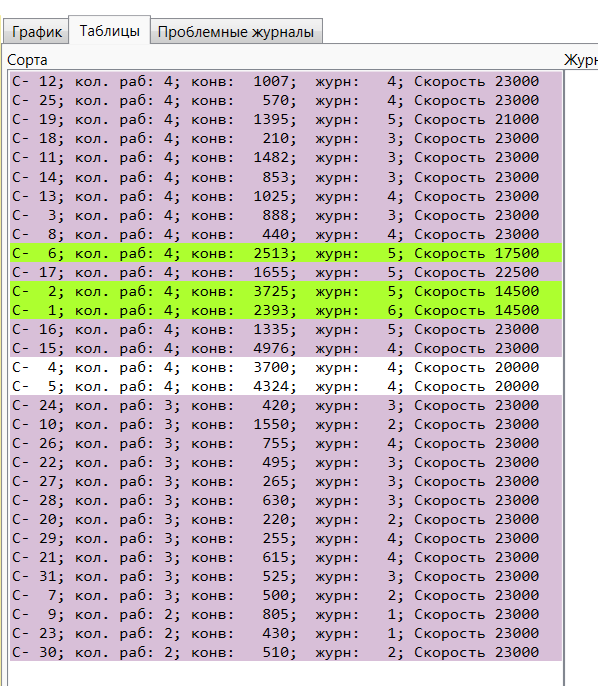 График Таблицы Проблемные журналы
Сорта Журн
С- 12; кол. раб: 4; конв: 1007; журн: 4; Скорость 23000
С- 25; кол. раб: 4; конв: 570; журн: 4; Скорость 23000
С- 19; кол. раб: 4; конв: 1395; журн: 5; Скорость 21000
С- 18; кол. раб: 4; конв: 210; журн: 3; Скорость 23000
С- 11; кол. раб: 4; конв: 1482; журн: 3; Скорость 23000
С- 14; кол. раб: 4; конв: 853; журн: 3; Скорость 23000
С- 13; кол. раб: 4; конв: 1025; журн: 4; Скорость 23000
С- 3; кол. раб: 4; конв: 888; журн: 3; Скорость 23000
С- 8; кол. раб: 4; конв: 440; журн: 4; Скорость 23000
С- 6; кол. раб: 4; конв: 2513; журн: 5; Скорость 17500
С- 17; кол. раб: 4; конв: 1655; журн: 5; Скорость 22500
С- 2; кол. раб: 4; конв: 3725; журн: 5; Скорость 14500
С- 1; кол. раб: 4; конв: 2393; журн: 6; Скорость 14500
С- 16; кол. раб: 4; конв: 1335; журн: 5; Скорость 23000
С- 15; кол. раб: 4; конв: 4976; журн: 4; Скорость 23000
С- 4; кол. раб: 4; конв: 3700; журн: 4; Скорость 20000
С- 5; кол. раб: 4; конв: 4324; журн: 4; Скорость 20000
С- 24; кол. раб: 3; конв: 420; журн: 3; Скорость 23000
С- 10; кол. раб: 3; конв: 1550; журн: 2; Скорость 23000
С- 26; кол. раб: 3; конв: 755; журн: 4; Скорость 23000
С- 22; кол. раб: 3; конв: 495; журн: 3; Скорость 23000
С- 27; кол. раб: 3; конв: 265; журн: 3; Скорость 23000
С- 28; кол. раб: 3; конв: 630; журн: 3; Скорость 23000
С- 20; кол. раб: 3; конв: 220; журн: 2; Скорость 23000
С- 29; кол. раб: 3; конв: 255; журн: 4; Скорость 23000
С- 21; кол. раб: 3; конв: 615; журн: 4; Скорость 23000
С- 31; кол. раб: 3; конв: 525; журн: 3; Скорость 23000
С- 7; кол. раб: 3; конв: 500; журн: 2; Скорость 23000
С- 9; кол. раб: 2; конв: 805; журн: 1; Скорость 23000
С- 23; кол. раб: 2; конв: 430; журн: 1; Скорость 23000
С- 30; кол. раб: 2; конв: 510; журн: 2; Скорость 23000